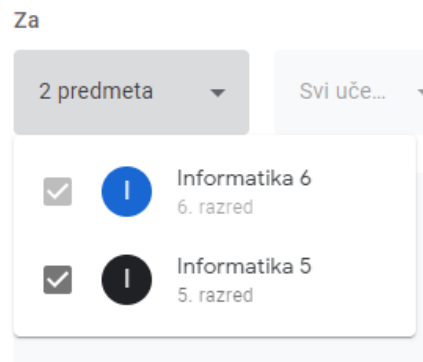 Za
2 predmeta
Svi uče...
I
Informatika 6
6. razred
I
Informatika 5
5. razred